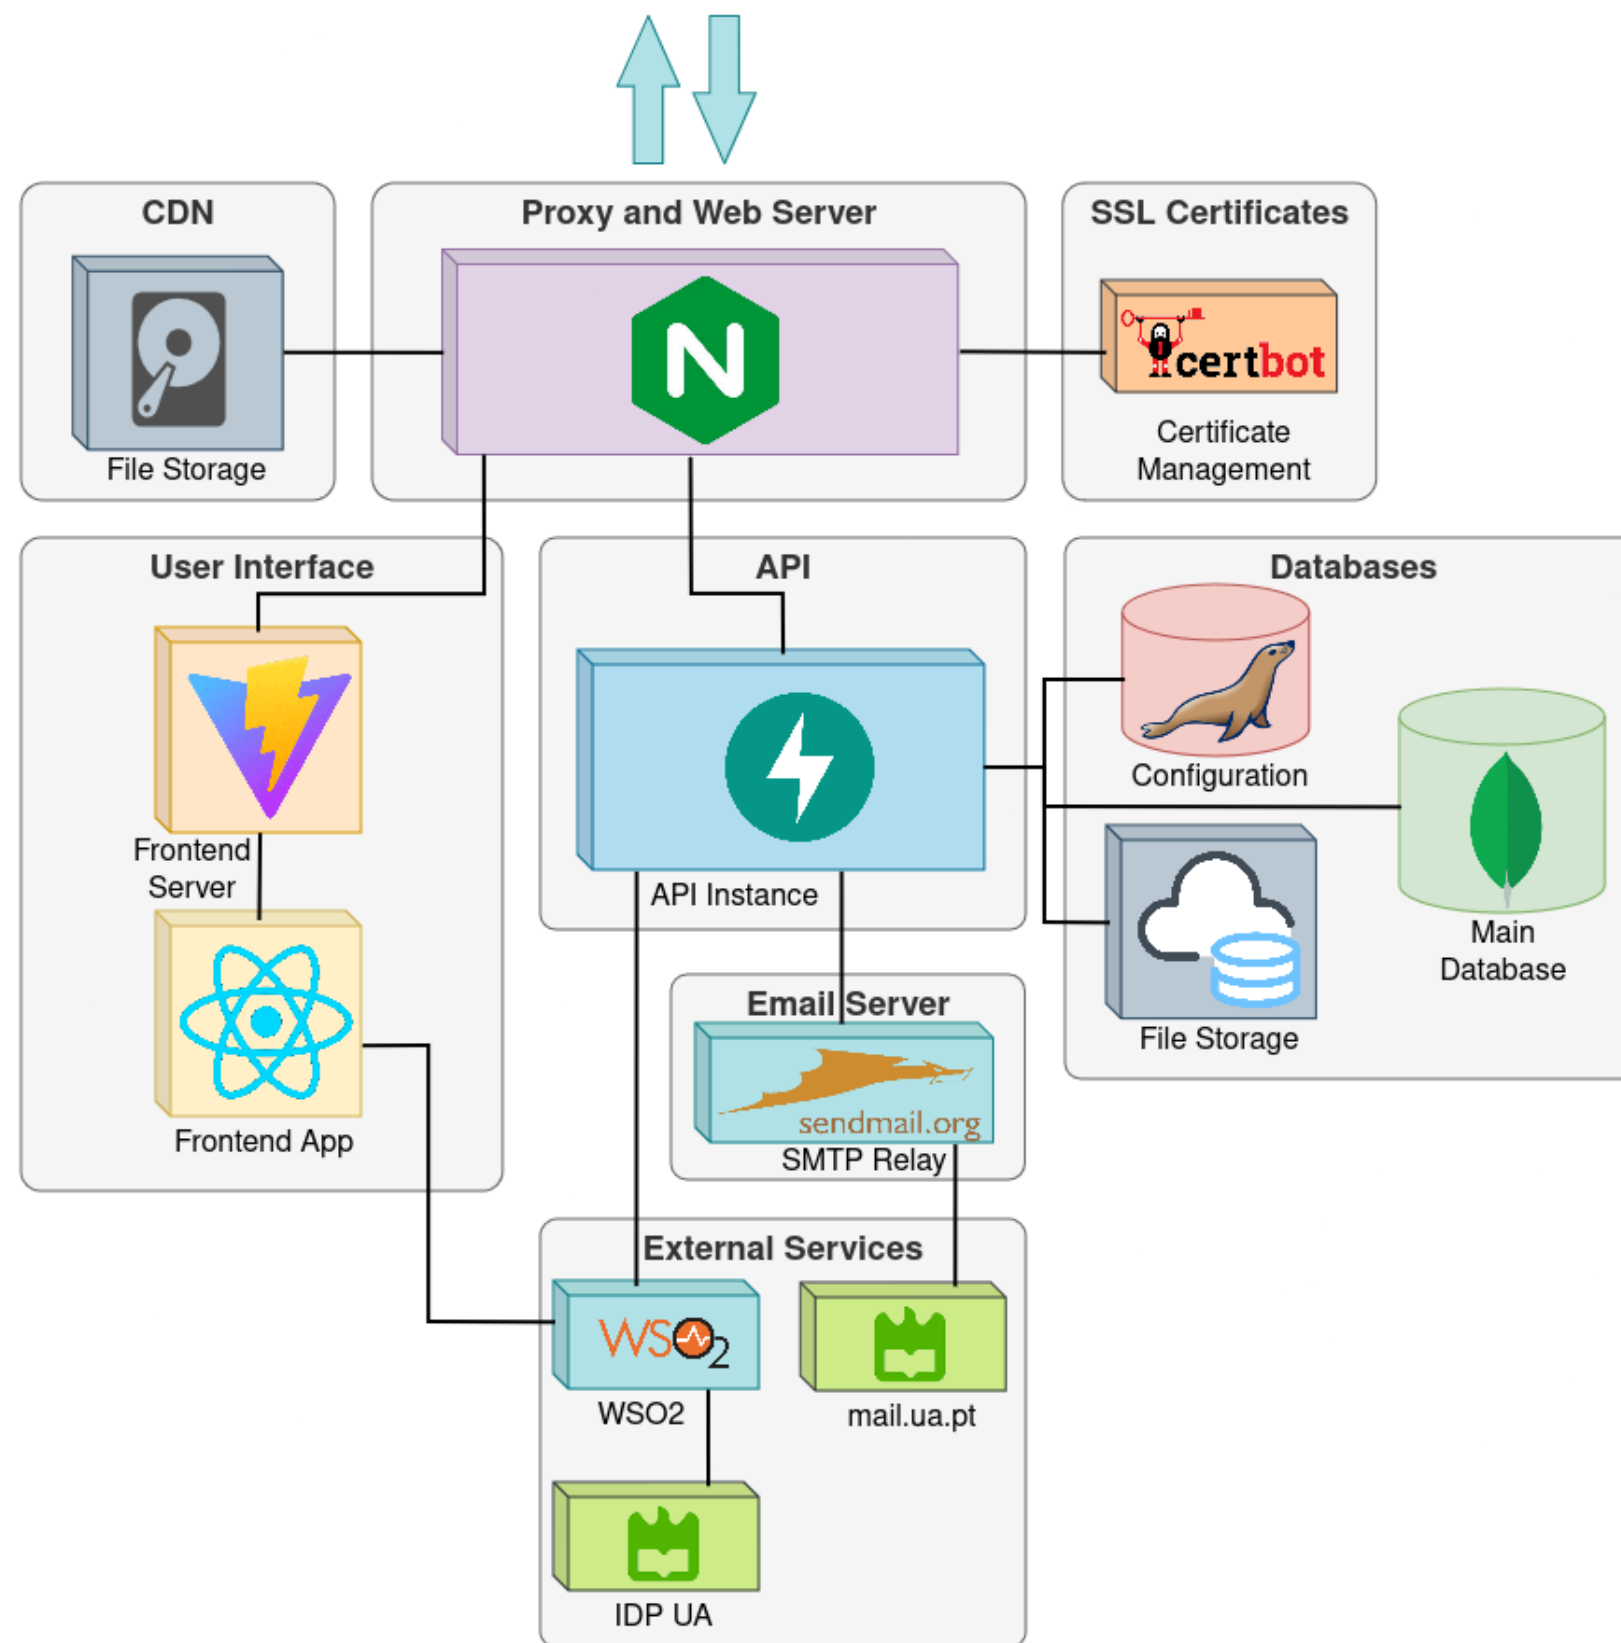 CDN
Proxy and Web Server
SSL Certificates
N
certbot
File Storage
Certificate
Management
User Interface
API
Databases
Configuration
Frontend
Server
API Instance
Main
Database
File Storage
Email Server
sendmail.org
SMTP Relay
Frontend App
External Services
WSO2
WSO2
mail.ua.pt
IDP UA